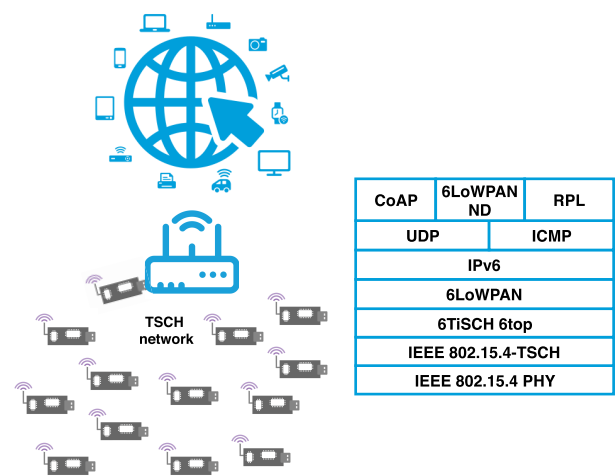 TSCH
network
CoAP
6LoWPAN
ND
RPL
UDP
ICMP
IPv6
6LoWPAN
6TiSCH 6top
IEEE 802.15.4-TSCH
IEEE 802.15.4 PHY